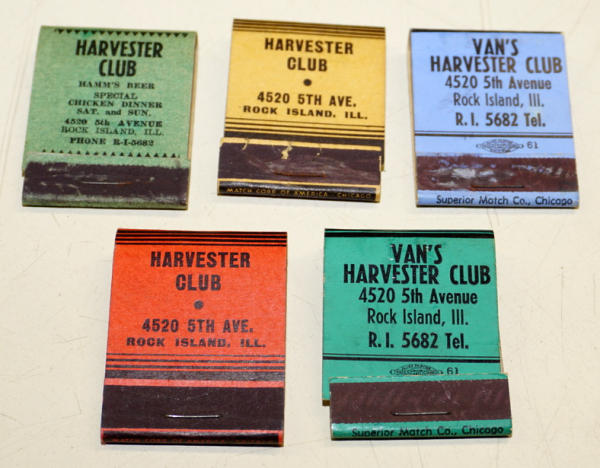 HARVESTER
CLUB
HAMM'S BEER
SPECIAL
CHICKEN DINNER
SAT. and SUN.
4520 5th AVENUE
ROCK ISLAND, ILL.
PHONE R-I-5682
HARVESTER
CLUB
4520 5TH AVE.
ROCK ISLAND, ILL.
MATCH CORP. OF AMERICA, CHICAGO
VAN'S
HARVESTER CLUB
4520 5th Avenue
Rock Island, Ill.
R. I. 5682 Tel.
61
Superior Match Co., Chicago
HARVESTER
CLUB
4520 5TH AVE.
ROCK ISLAND, ILL.
VAN'S
HARVESTER CLUB
4520 5th Avenue
Rock Island, Ill.
R. I. 5682 Tel.
61
Superior Match Co., Chicago